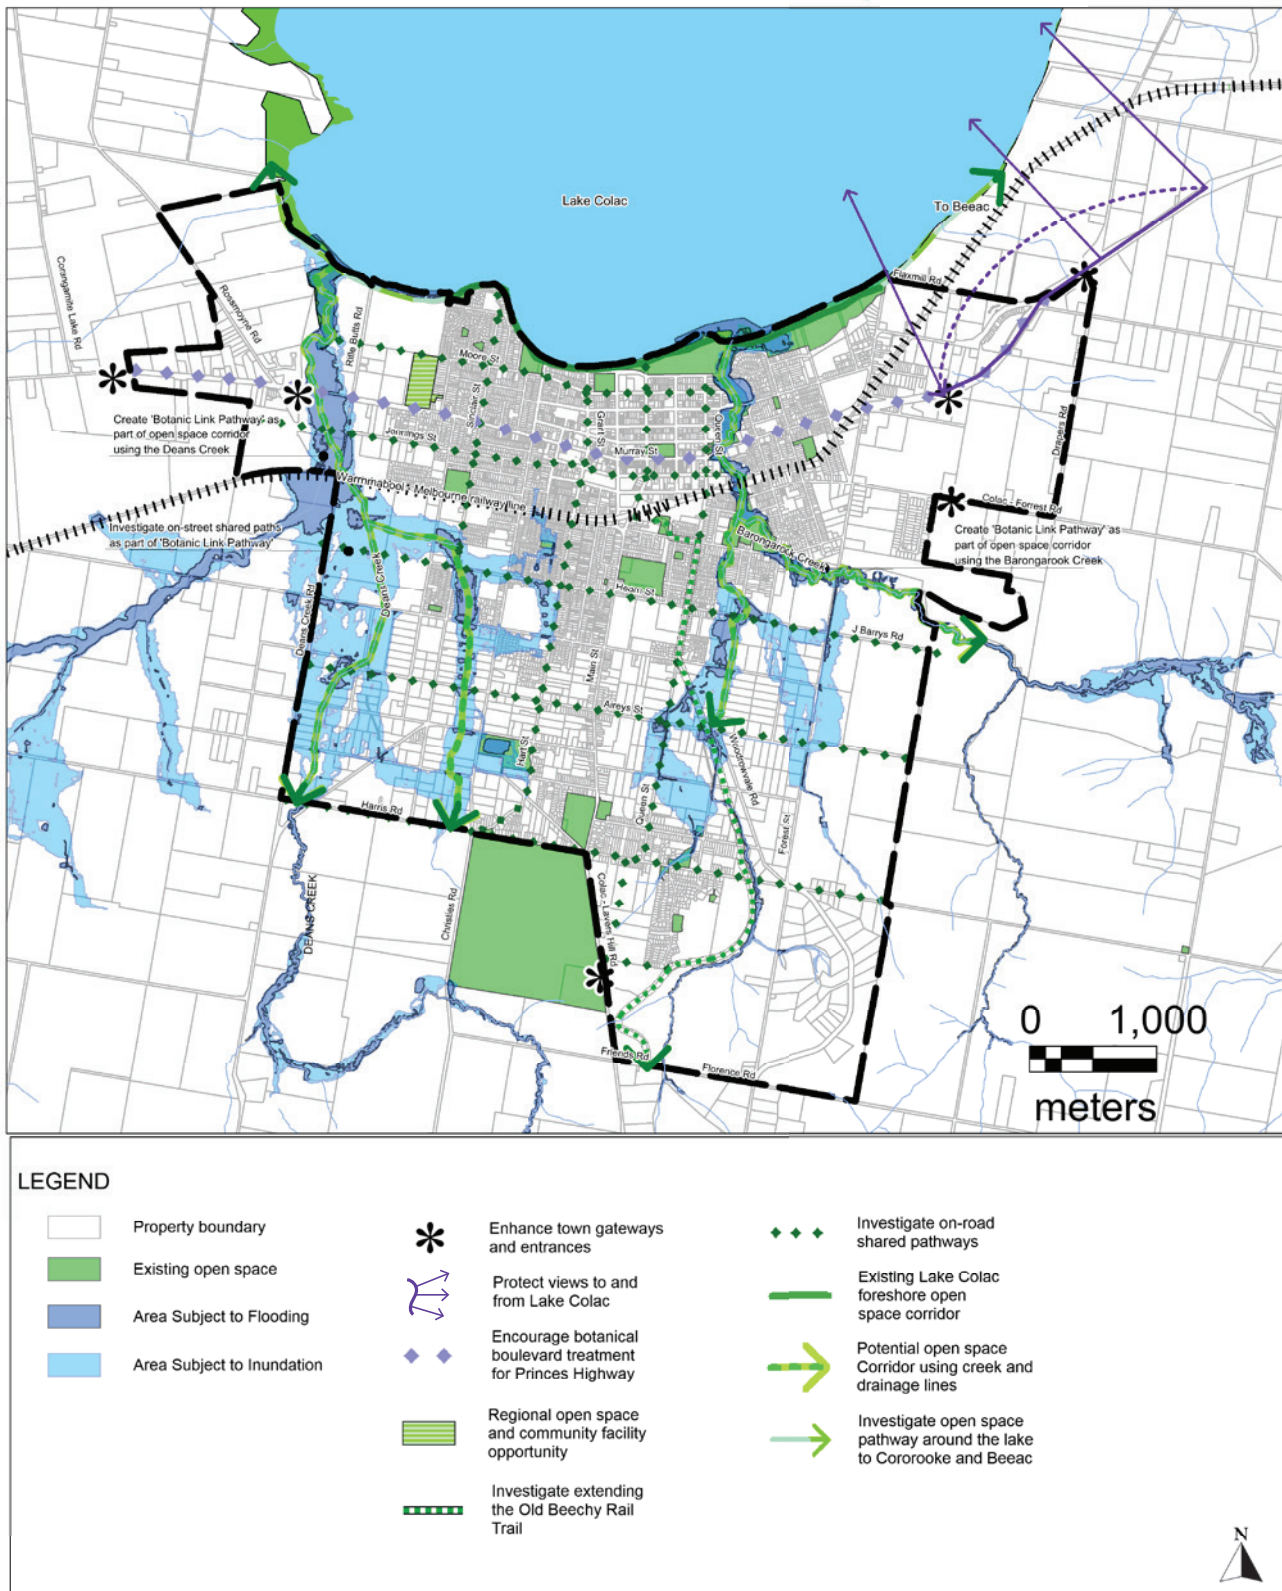 Lake Colac
To Beeac
Flaxmill Rd
Corangamite Lake Rd
Rossmoyne Rd
Rifle Butts Rd
Moore St
Sinclair St
Grant St
Queen St
Murray St
Jennings St
Drapers Rd
Create 'Botanic Link Pathway' as
part of open space corridor
using the Deans Creek
Warrnmabool - Melbourne railwayline
Colac - Forrest Rd
Investigate on-street shared paths
as part of 'Botanic Link Pathway'
Create 'Botanic Link Pathway' as
part of open space corridor
using the Barongarook Creek
Barongarock Creek
Deans Creek Rd
Deant Creek
Hearn St
J Barrys Rd
Main St
Aireys St
Hart St
Woodrowvale Rd
Queen St
Forest St
Harris Rd
DEANS CREEK
Christies Rd
Colac - Lavers Hill Rd
Friends Rd
Florence Rd
0 1,000
meters
LEGEND
Property boundary
Existing open space
Area Subject to Flooding
Area Subject to Inundation
Enhance town gateways
and entrances
Protect views to and
from Lake Colac
Encourage botanical
boulevard treatment
for Princes Highway
Regional open space
and community facility
opportunity
Investigate extending
the Old Beechy Rail
Trail
Investigate on-road
shared pathways
Existing Lake Colac
foreshore open
space corridor
Potential open space
Corridor using creek and
drainage lines
Investigate open space
pathway around the lake
to Cororooke and Beeac
N